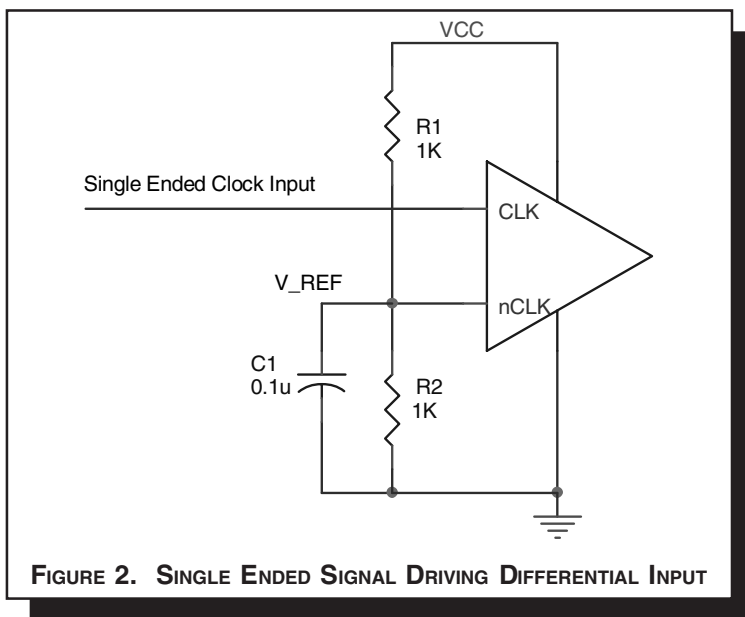 VCC
R1
1K
Single Ended Clock Input
CLK
V_REF
nCLK
C1
0.1u
R2
1K
FIGURE 2. SINGLE ENDED SIGNAL DRIVING DIFFERENTIAL INPUT